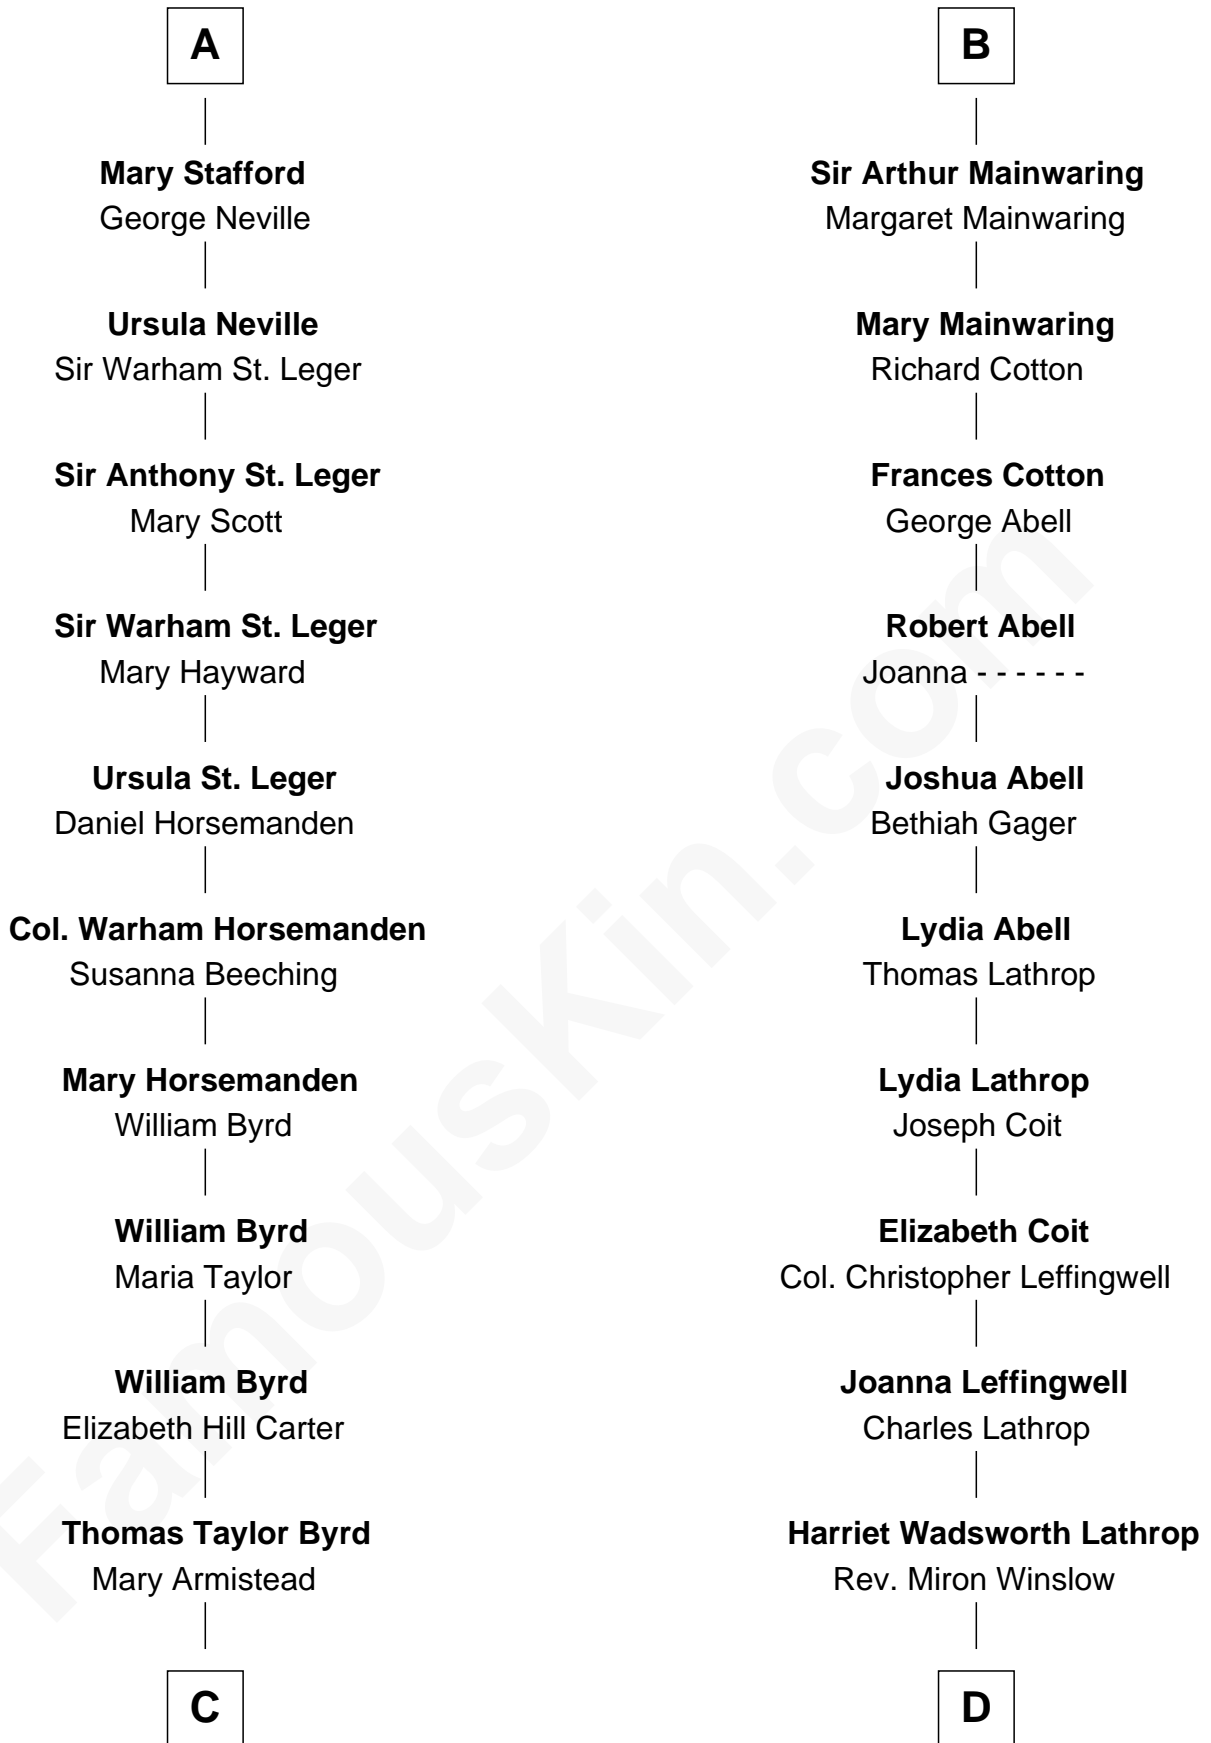 A
Mary Stafford
George Neville
Ursula Neville
Sir Warham St. Leger
Sir Anthony St. Leger
Mary Scott
Sir Warham St. Leger
Mary Hayward
Ursula St. Leger
Daniel Horsemanden
Col. Warham Horsemanden
Susanna Beeching
Mary Horsemanden
William Byrd
William Byrd
Maria Taylor
William Byrd
Elizabeth Hill Carter
Thomas Taylor Byrd
Mary Armistead
C
B
Sir Arthur Mainwaring
Margaret Mainwaring
Mary Mainwaring
Richard Cotton
Frances Cotton
George Abell
Robert Abell
Joanna - - - - - -
Joshua Abell
Bethiah Gager
Lydia Abell
Thomas Lathrop
Lydia Lathrop
Joseph Coit
Elizabeth Coit
Col. Christopher Leffingwell
Joanna Leffingwell
Charles Lathrop
Harriet Wadsworth Lathrop
Rev. Miron Winslow
D
FamousKin.com